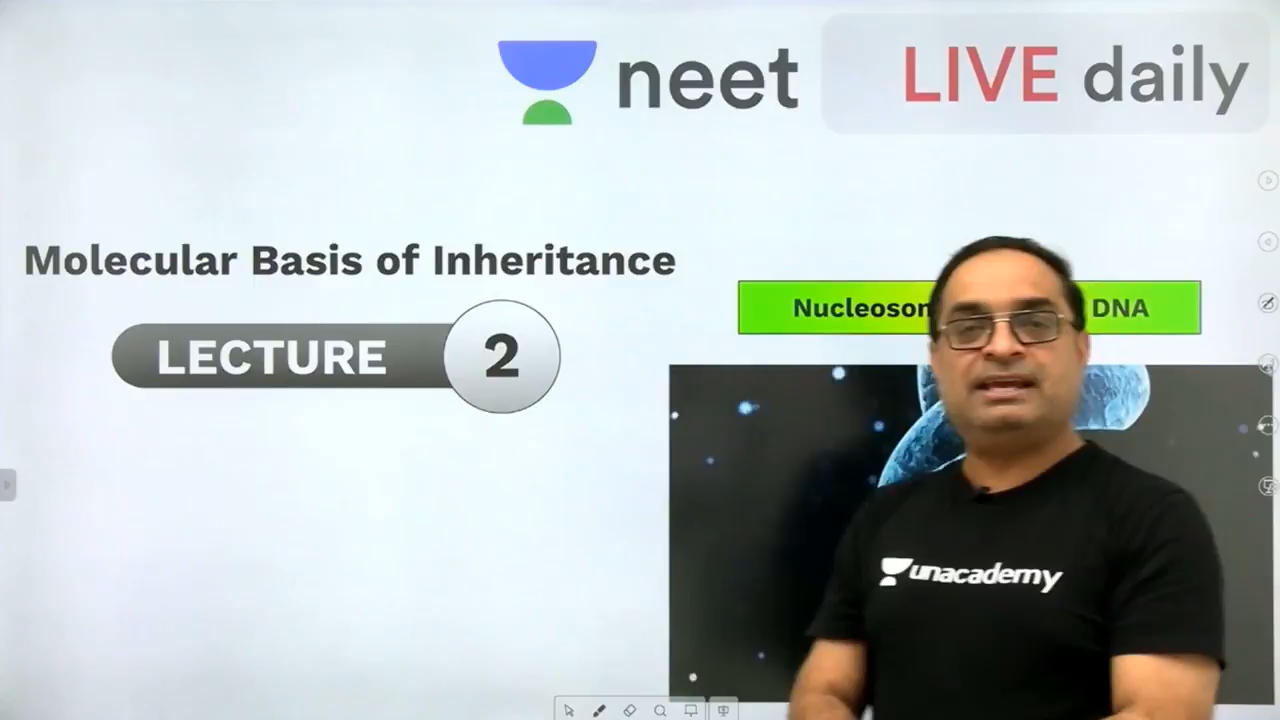 neet
LIVE daily
Molecular Basis of Inheritance
LECTURE 2
DNA
unacademy